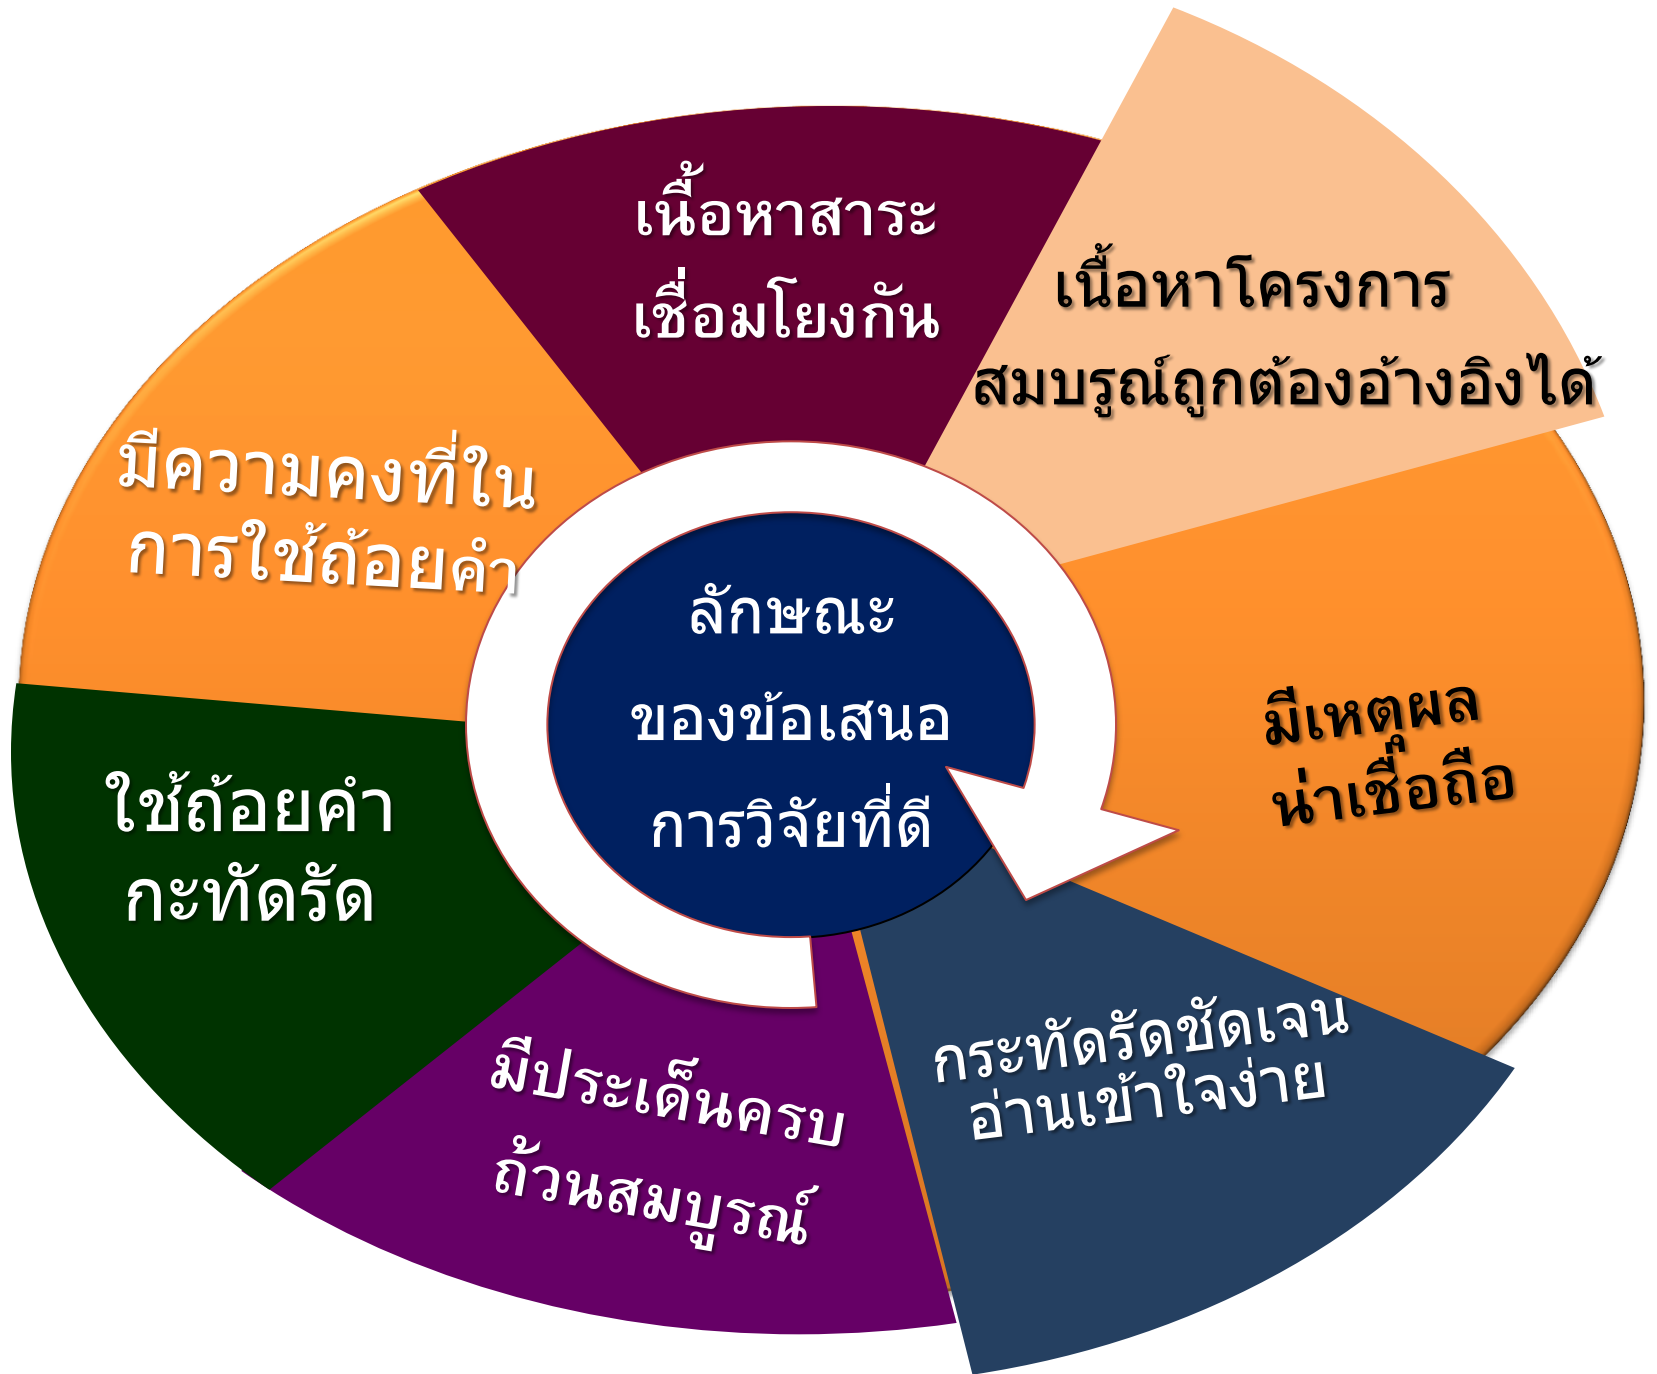 เนื้อหาสาระ
เชื่อมโยงกัน
เนื้อหาโครงการ
สมบรูณ์ถูกต้องอ้างอิงได้
มีเหตุผล
น่าเชื่อถือ
กระทัดรัดชัดเจน
อ่านเข้าใจง่าย
มีประเด็นครบ
ถ้วนสมบูรณ์
ใช้ถ้อยคำ
กะทัดรัด
มีความคงที่ใน
การใช้ถ้อยคำ
ลักษณะ
ของข้อเสนอ
การวิจัยที่ดี